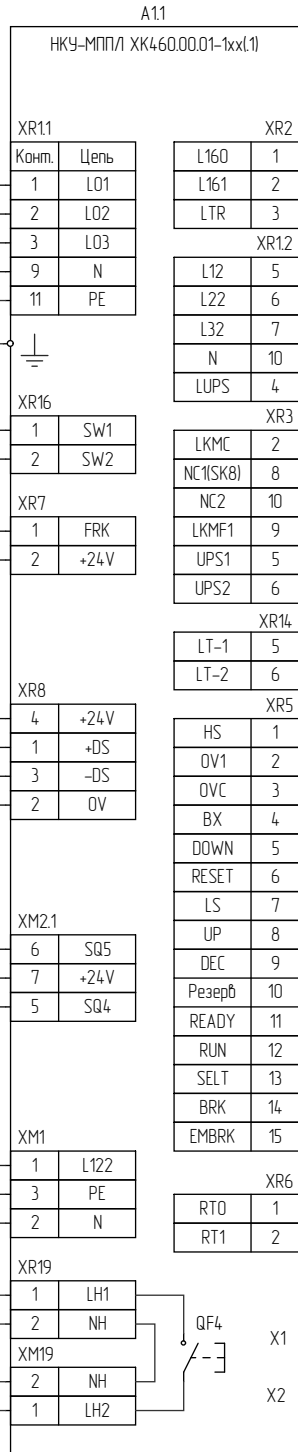 A1.1
НКУ-МППЛ ХК460.00.01-1хх(.1)
XR1.1
Конт. Цепь
1 L01
2 L02
3 L03
9 N
11 PE
XR16
1 SW1
2 SW2
XR7
1 FRK
2 +24V
XR8
4 +24V
1 +DS
3 -DS
2 0V
XM2.1
6 SQ5
7 +24V
5 SQ4
XM1
1 L122
3 PE
2 N
XR19
1 LH1
2 NH
XM19
2 NH
1 LH2
XR2
L160 1
L161 2
LTR 3
XR1.2
L12 5
L22 6
L32 7
N 10
LUPS 4
XR3
LKMC 2
NC1(SK8) 8
NC2 10
LKMF1 9
UPS1 5
UPS2 6
XR14
LT-1 5
LT-2 6
XR5
HS 1
0V1 2
0VC 3
BX 4
DOWN 5
RESET 6
LS 7
UP 8
DEC 9
Резерв 10
READY 11
RUN 12
SELT 13
BRK 14
EMBRK 15
XR6
RT0 1
RT1 2
QF4
X1
X2